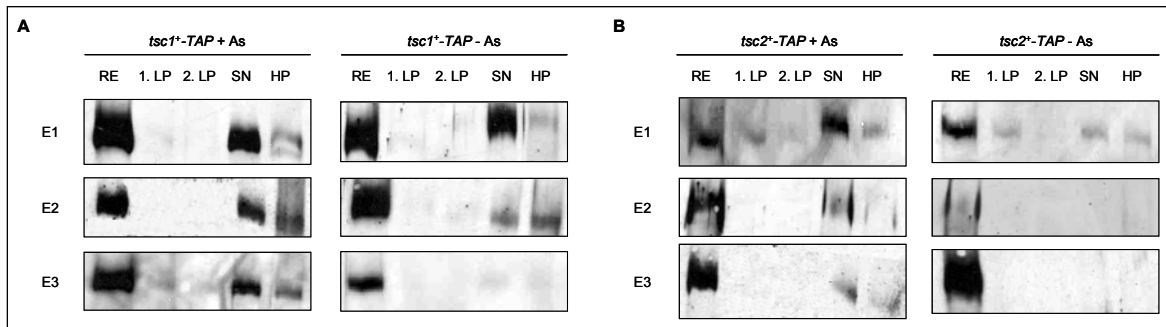 A
B
tsc1⁺-TAP + As
tsc1⁺-TAP - As
tsc2⁺-TAP + As
tsc2⁺-TAP - As
RE 1. LP 2. LP SN HP
RE 1. LP 2. LP SN HP
RE 1. LP 2. LP SN HP
RE 1. LP 2. LP SN HP
E1
E1
E2
E2
E3
E3